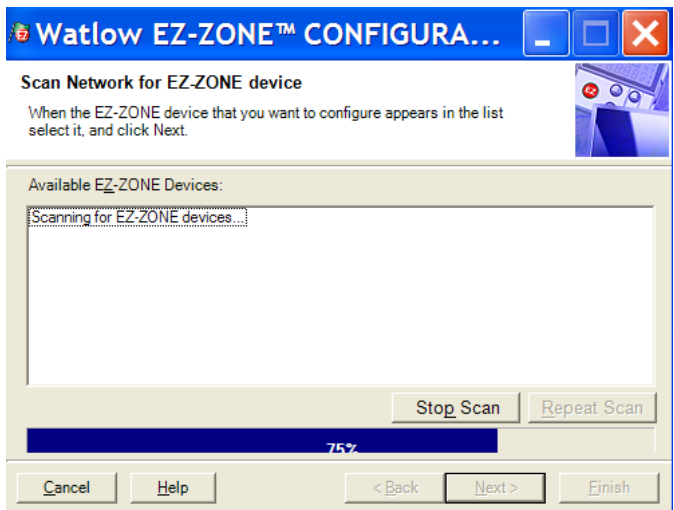 Watlow EZ-ZONE™ CONFIGURA...
Scan Network for EZ-ZONE device
When the EZ-ZONE device that you want to configure appears in the list
select it, and click Next.
EZ
Available EZ-ZONE Devices:
Scanning for EZ-ZONE devices...
Stop Scan Repeat Scan
75%
Cancel Help < Back Next > Finish